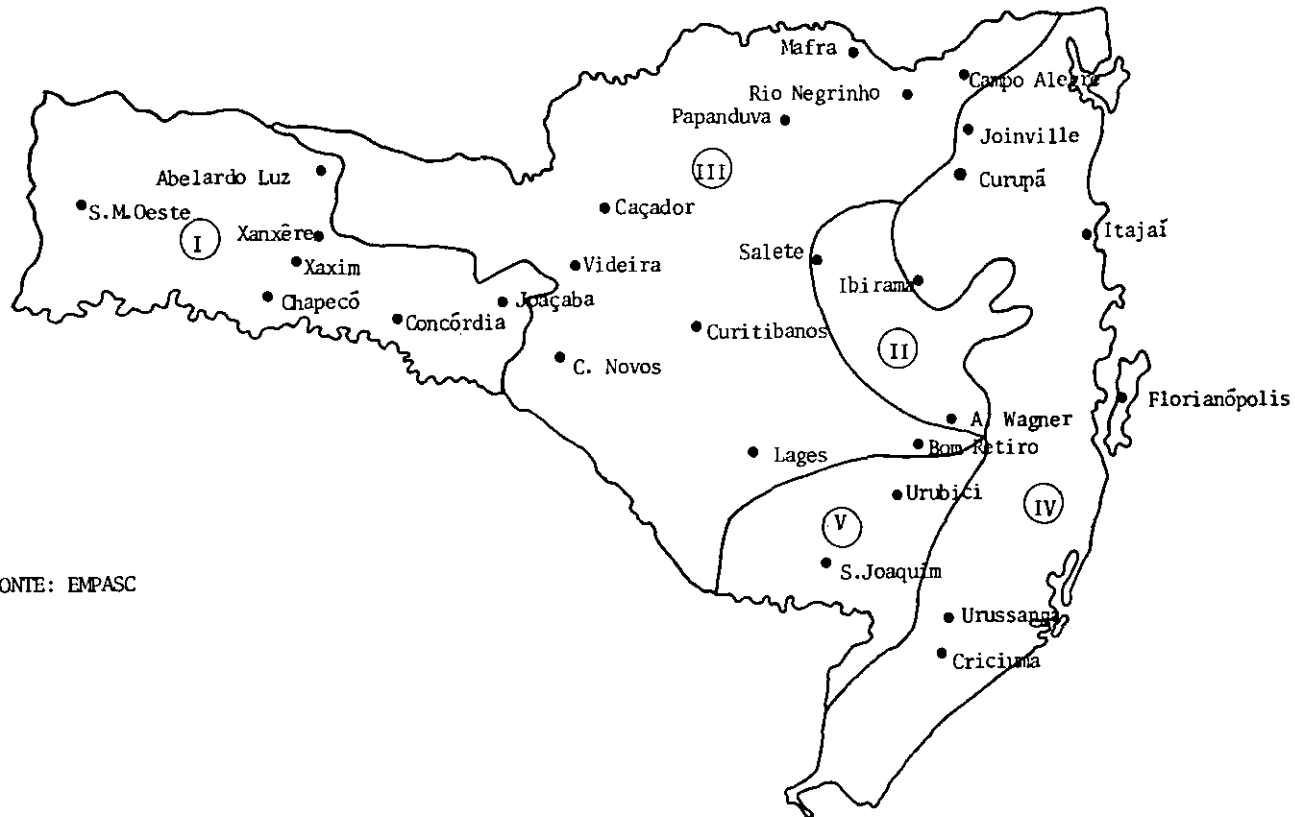 Mafra
Campo Alegre
Rio Negrinho
Papanduva
Joinville
III
Abelardo Luz
Curupã
S.M.Oeste
Caçador
Xanxêre
I
Itajaí
Salete
Xaxim
Videira
Ibirama
Chapecó
Joaçaba
Concórdia
Curitibanos
II
C. Novos
Florianópolis
A. Wagner
Bom Retiro
Lages
Urubici
IV
V
S.Joaquim
ONTE: EMPASC
Urussanga
Criciuma